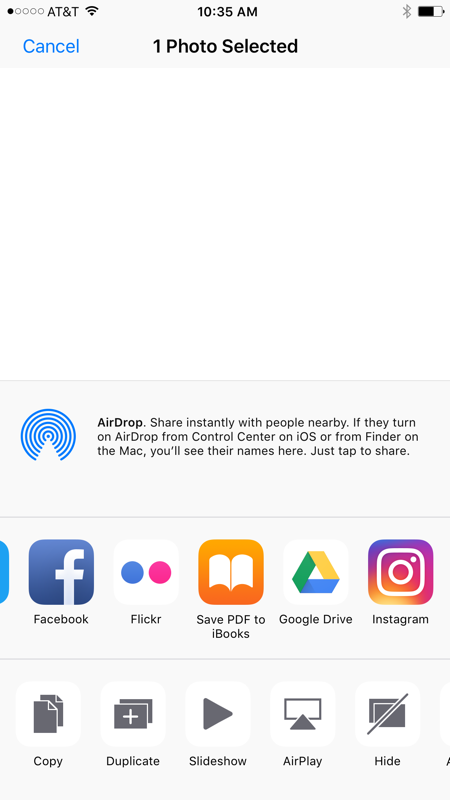 AT&T 10:35 AM
Cancel 1 Photo Selected
AirDrop. Share instantly with people nearby. If they turn
on AirDrop from Control Center on iOS or from Finder on
the Mac, you'll see their names here. Just tap to share.
Facebook Flickr Save PDF to iBooks Google Drive Instagram
Copy Duplicate Slideshow AirPlay Hide